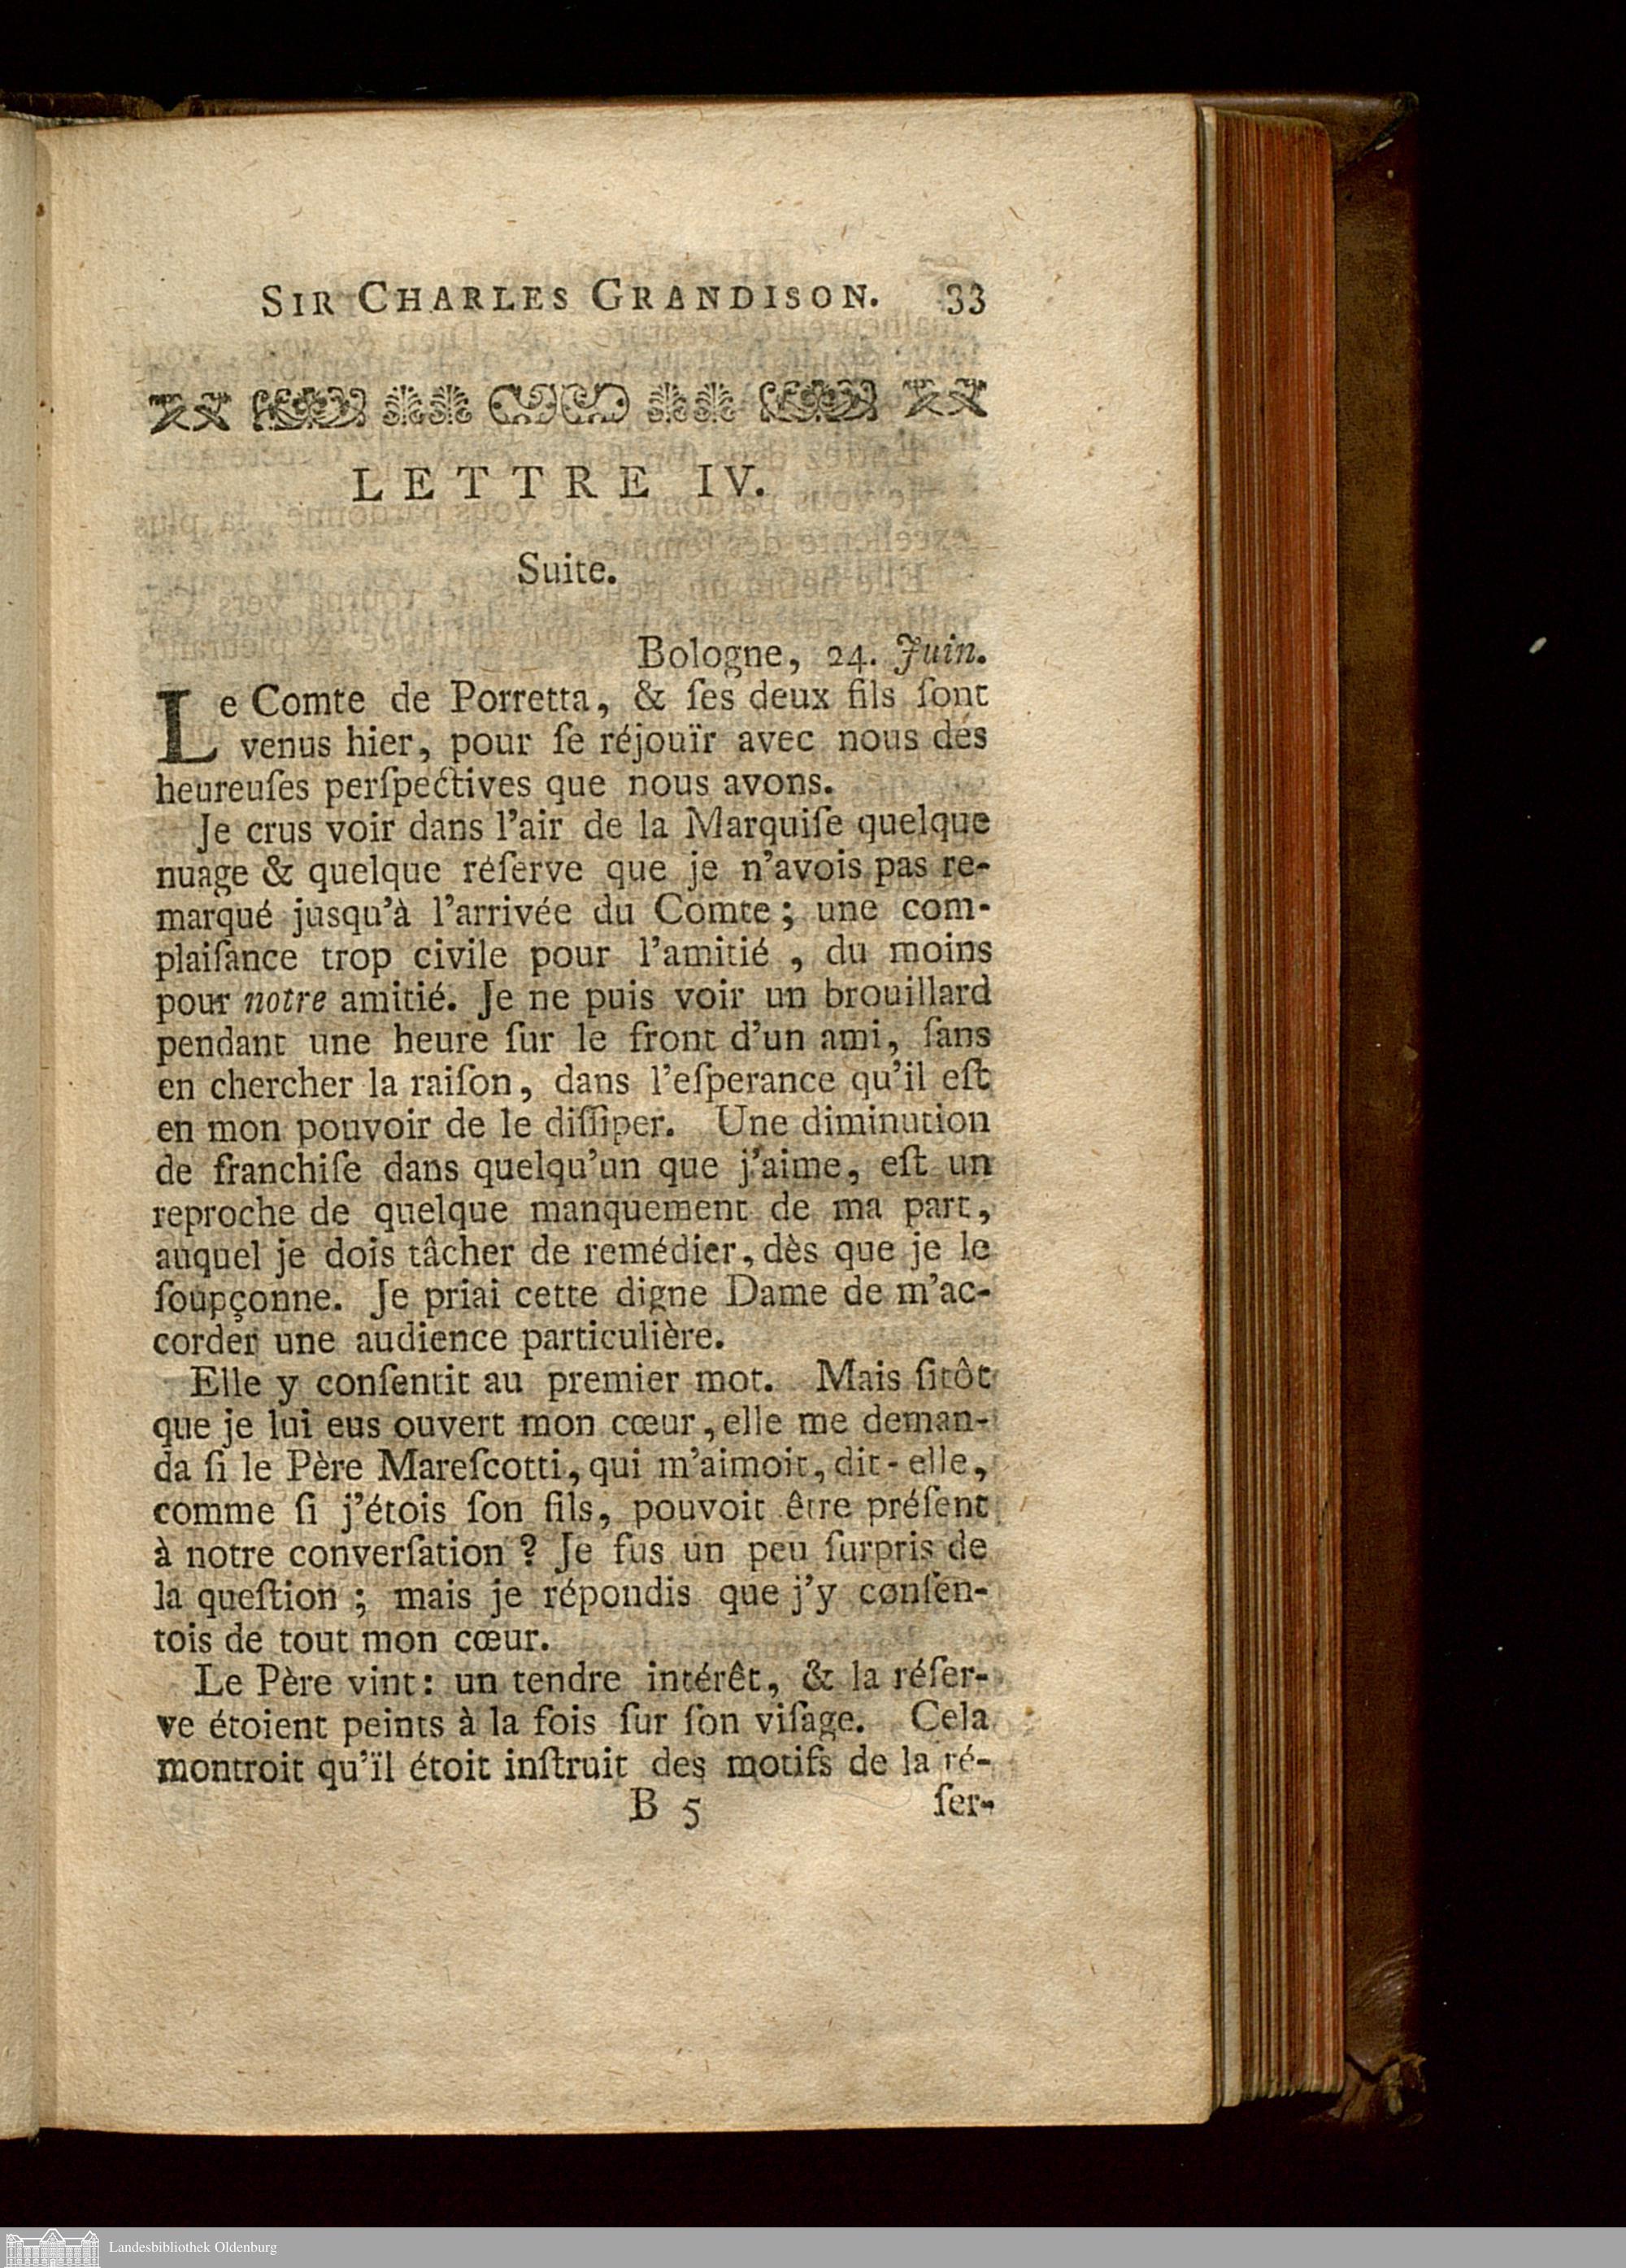 SIR CHARLES GRANDISON. 33
LETTRE IV.
Suite.
Bologne, 24. Juin.
Le Comte de Porretta, & ſes deux fils ſont
venus hier, pour ſe réjouïr avec nous des
heureuſes perſpectives que nous avons.
Je crus voir dans l'air de la Marquiſe quelque
nuage & quelque réſerve que je n'avois pas re-
marqué jusqu'à l'arrivée du Comte; une com-
plaiſance trop civile pour l'amitié , du moins
pour notre amitié. Je ne puis voir un brouillard
pendant une heure ſur le front d'un ami, ſans
en chercher la raiſon, dans l'eſperance qu'il eſt
en mon pouvoir de le diſſiper. Une diminution
de franchiſe dans quelqu'un que j'aime, eſt un
reproche de quelque manquement de ma part,
auquel je dois tâcher de remédier, dès que je le
ſoupçonne. Je priai cette digne Dame de m'ac-
corder une audience particulière.
Elle y conſentit au premier mot. Mais ſitôt
que je lui eus ouvert mon cœur, elle me deman-
da ſi le Père Mareſcotti, qui m'aimoit, dit-elle,
comme ſi j'étois ſon fils, pouvoit être préſent
à notre converſation ? Je fus un peu ſurpris de
la queſtion ; mais je répondis que j'y conſen-
tois de tout mon cœur.
Le Père vint: un tendre intérêt, & la réſer-
ve étoient peints à la fois ſur ſon viſage. Cela
montroit qu'ïl étoit inſtruit des motifs de la ré-
B 5 ſer-
Landesbibliothek Oldenburg